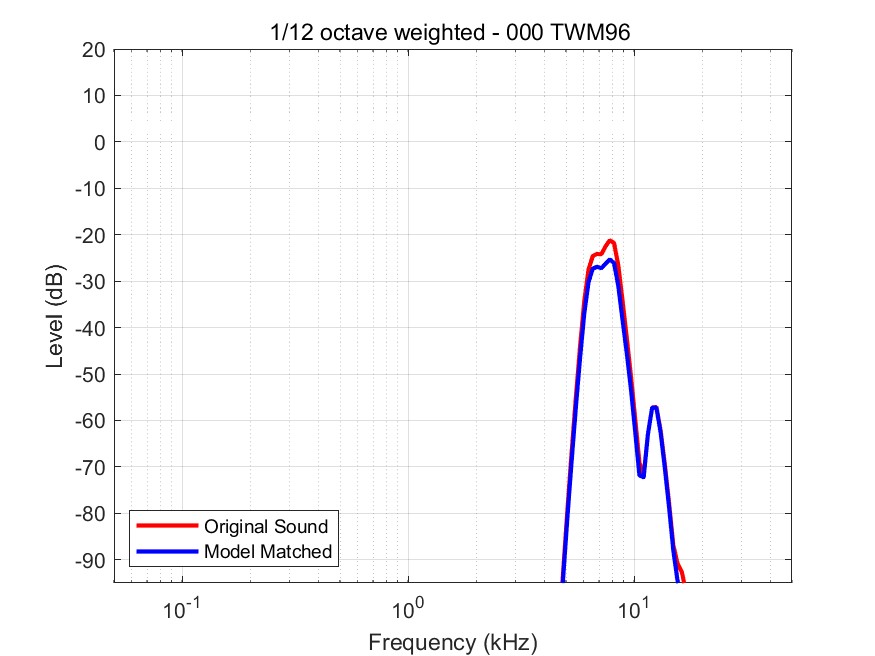 1/12 octave weighted - 000 TWM96
20
10
0
-10
-20
-30
-40
-50
-60
-70
-80
-90
Level (dB)
Original Sound
Model Matched
10^-1 10^0 10^1
Frequency (kHz)